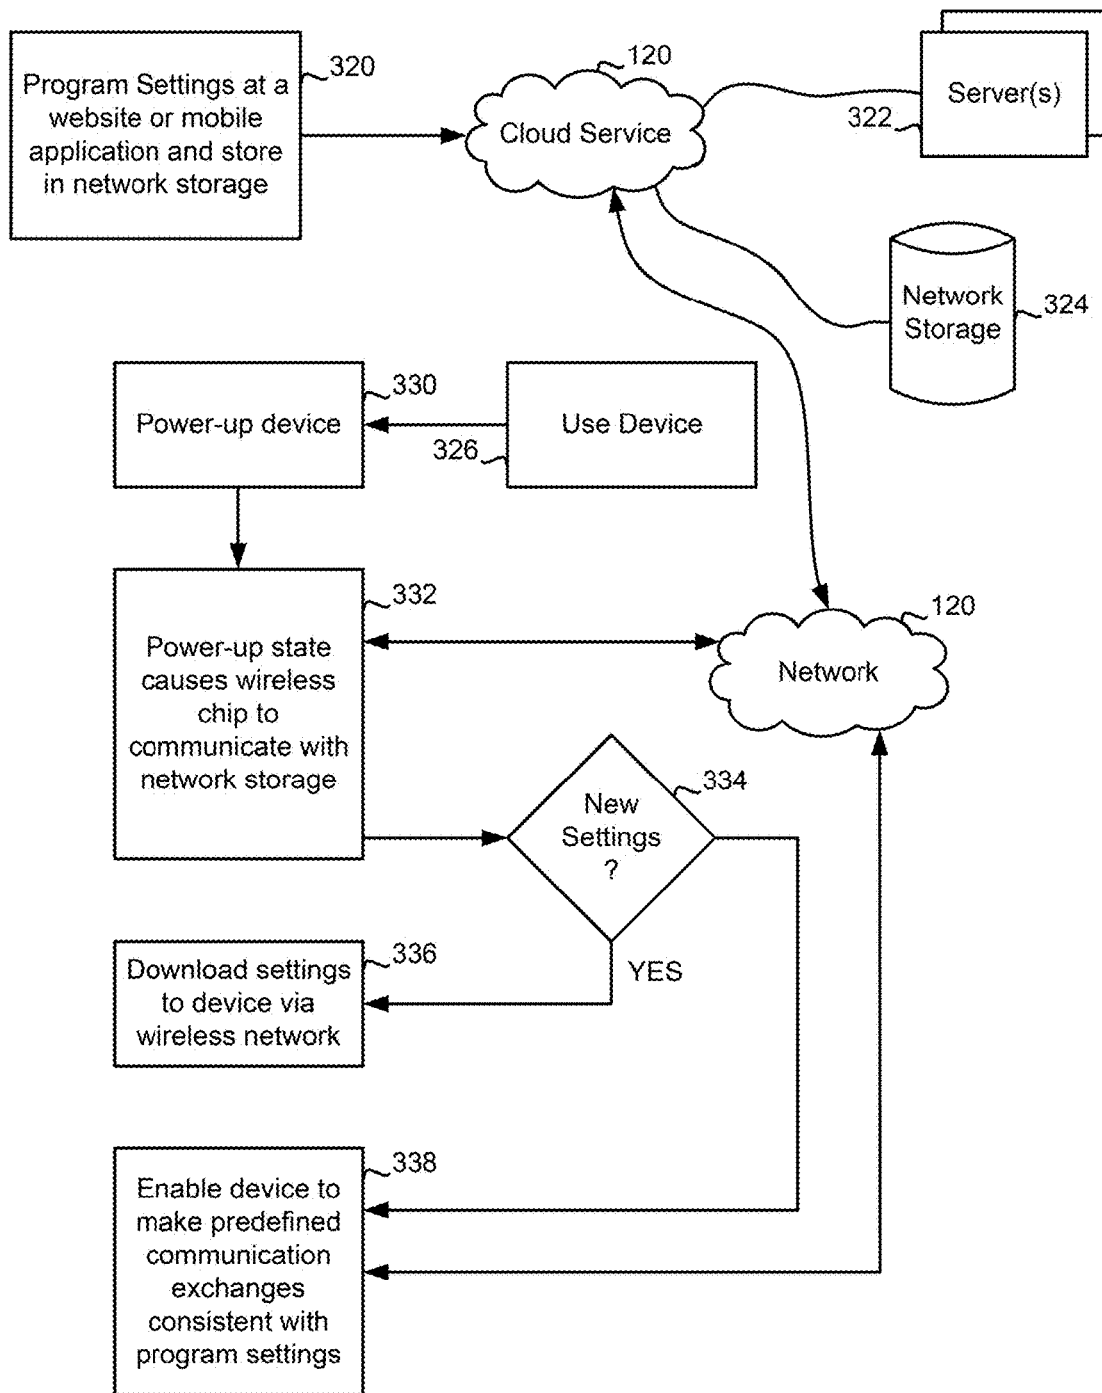 Program Settings at a
website or mobile
application and store
in network storage
320
120
Cloud Service
322
Server(s)
Network
Storage
324
Power-up device
330
326
Use Device
332
Power-up state
causes wireless
chip to
communicate with
network storage
120
Network
334
New
Settings
?
YES
336
Download settings
to device via
wireless network
338
Enable device to
make predefined
communication
exchanges
consistent with
program settings